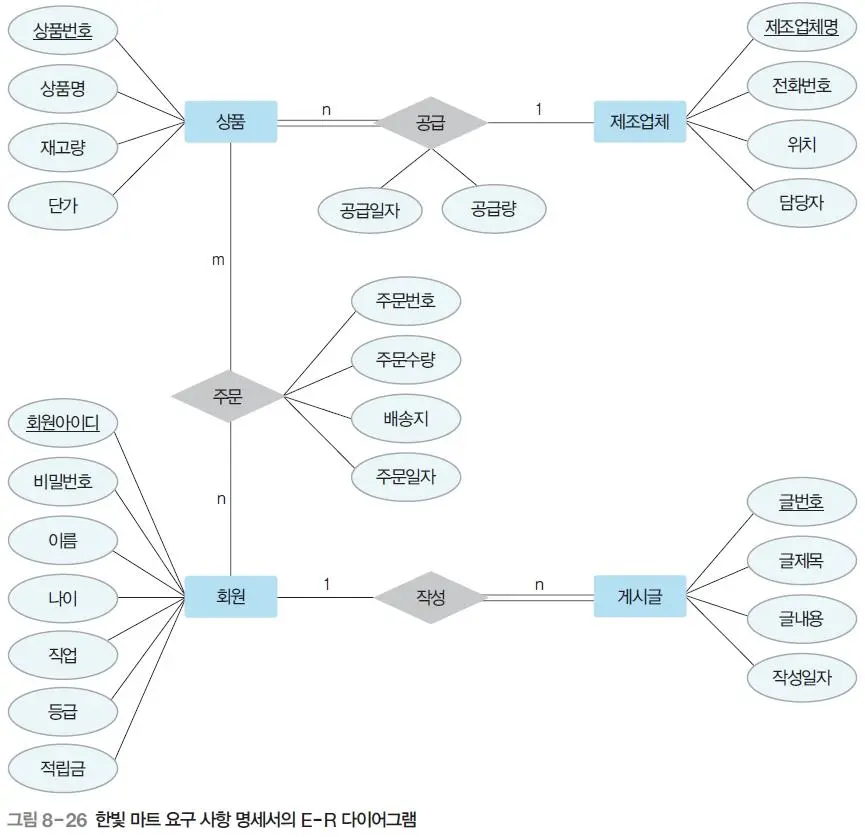 상품번호
상품명
재고량
단가
상품
n
공급
1
제조업체
제조업체명
전화번호
위치
담당자
공급일자
공급량
m
주문
주문번호
주문수량
배송지
주문일자
n
회원아이디
비밀번호
이름
나이
직업
등급
적립금
회원
1
작성
n
게시글
글번호
글제목
글내용
작성일자
그림 8-26 한빛 마트 요구 사항 명세서의 E-R 다이어그램